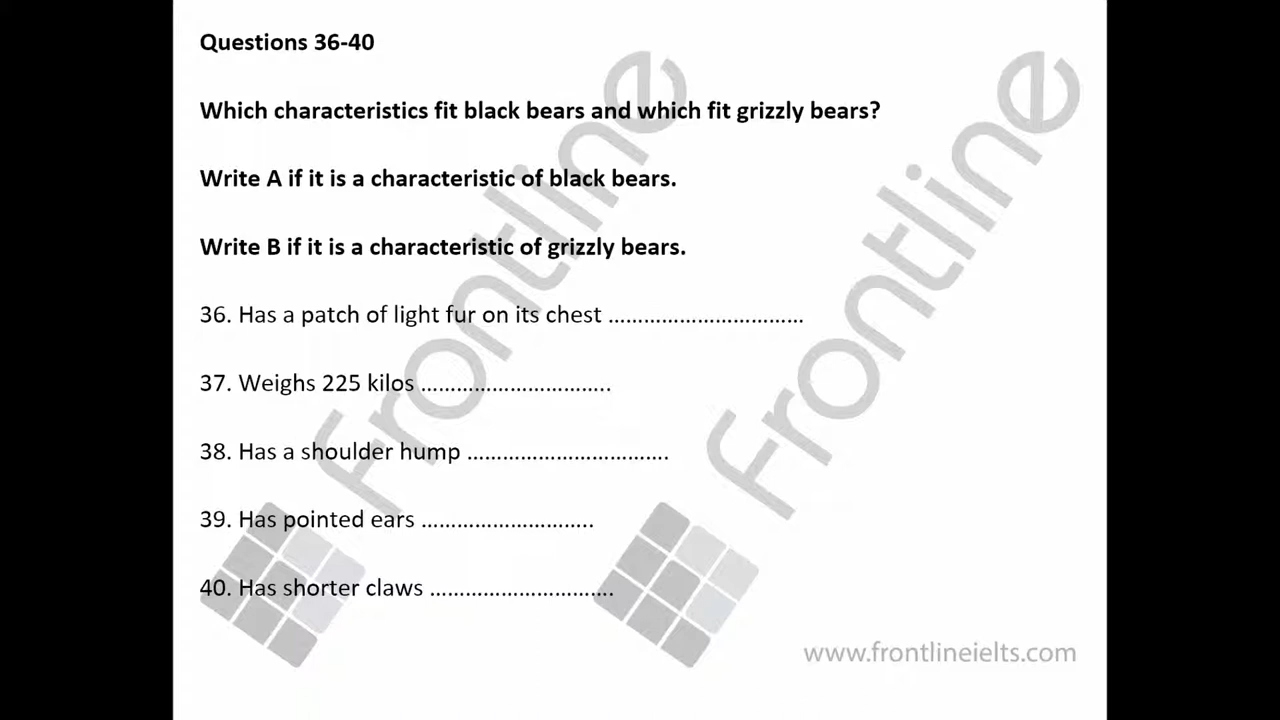 Questions 36-40
Which characteristics fit black bears and which fit grizzly bears?
Write A if it is a characteristic of black bears.
Write B if it is a characteristic of grizzly bears.
36. Has a patch of light fur on its chest ……………………………
37. Weighs 225 kilos …………………………..
38. Has a shoulder hump …………………………….
39. Has pointed ears ………………………..
40. Has shorter claws ………………………….
Frontline
Frontline
www.frontlineielts.com